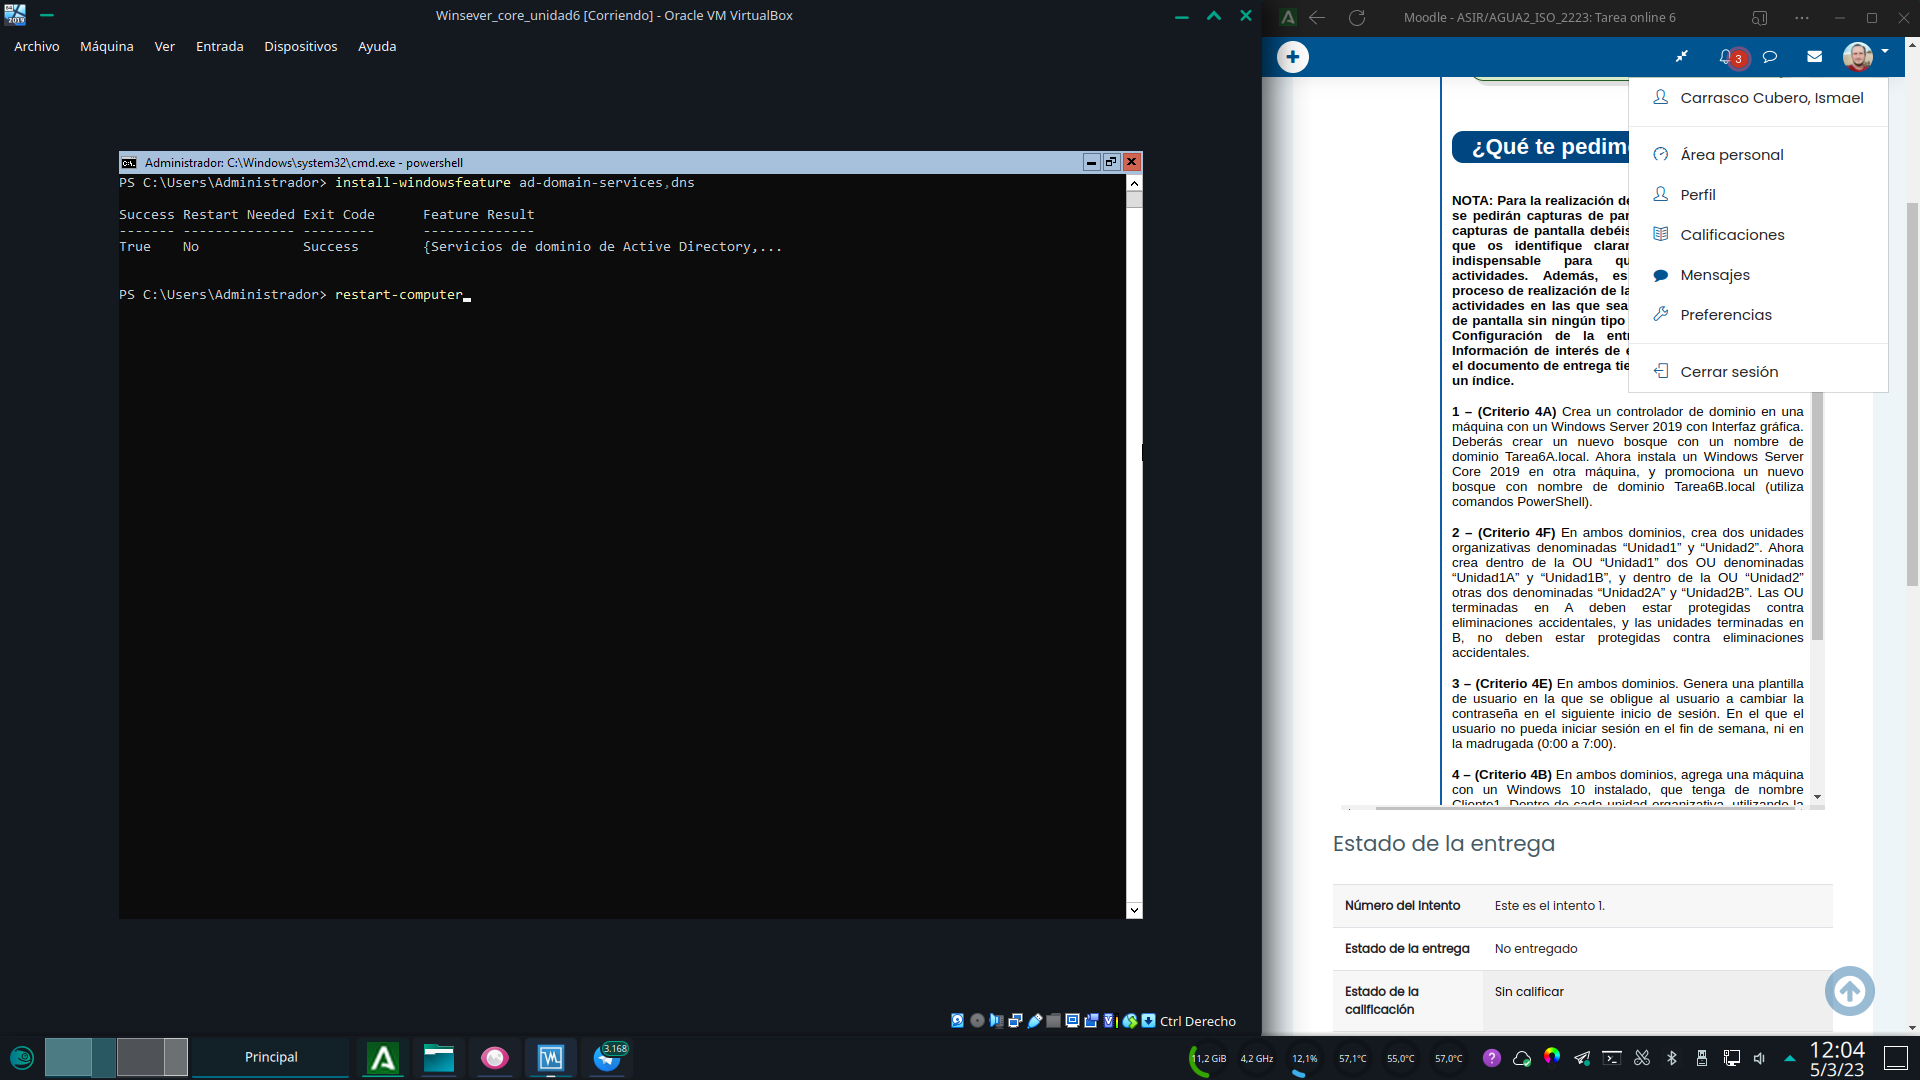 Winsever_core_unidad6 [Corriendo] - Oracle VM VirtualBox
Archivo Máquina Ver Entrada Dispositivos Ayuda
Administrador: C:\Windows\system32\cmd.exe - powershell
PS C:\Users\Administrador> install-windowsfeature ad-domain-services,dns
Success Restart Needed Exit Code      Feature Result
------- -------------- ---------      --------------
True    No             Success        {Servicios de dominio de Active Directory,...
PS C:\Users\Administrador> restart-computer
Ctrl Derecho
Moodle - ASIR/AGUA2_ISO_2223: Tarea online 6
3
Carrasco Cubero, Ismael
Área personal
Perfil
Calificaciones
Mensajes
Preferencias
Cerrar sesión
¿Qué te pedim
NOTA: Para la realización de
se pedirán capturas de pan
capturas de pantalla debéis
que os identifique clarar
indispensable para qu
actividades. Además, es
proceso de realización de la
actividades en las que sea
de pantalla sin ningún tipo
Configuración de la entr
Información de interés de e
el documento de entrega tie
un índice.
1 – (Criterio 4A) Crea un controlador de dominio en una
máquina con un Windows Server 2019 con Interfaz gráfica.
Deberás crear un nuevo bosque con un nombre de
dominio Tarea6A.local. Ahora instala un Windows Server
Core 2019 en otra máquina, y promociona un nuevo
bosque con nombre de dominio Tarea6B.local (utiliza
comandos PowerShell).
2 – (Criterio 4F) En ambos dominios, crea dos unidades
organizativas denominadas “Unidad1” y “Unidad2”. Ahora
crea dentro de la OU “Unidad1” dos OU denominadas
“Unidad1A” y “Unidad1B”, y dentro de la OU “Unidad2”
otras dos denominadas “Unidad2A” y “Unidad2B”. Las OU
terminadas en A deben estar protegidas contra
eliminaciones accidentales, y las unidades terminadas en
B, no deben estar protegidas contra eliminaciones
accidentales.
3 – (Criterio 4E) En ambos dominios. Genera una plantilla
de usuario en la que se obligue al usuario a cambiar la
contraseña en el siguiente inicio de sesión. En el que el
usuario no pueda iniciar sesión en el fin de semana, ni en
la madrugada (0:00 a 7:00).
4 – (Criterio 4B) En ambos dominios, agrega una máquina
con un Windows 10 instalado, que tenga de nombre
Cliente1. Dentro de cada unidad organizativa, utilizando la
Estado de la entrega
Número del intento Este es el intento 1.
Estado de la entrega No entregado
Estado de la calificación Sin calificar
Principal
3.168
11,2 GiB 4,2 GHz 12,1% 57,1°C 55,0°C 57,0°C
12:04
5/3/23